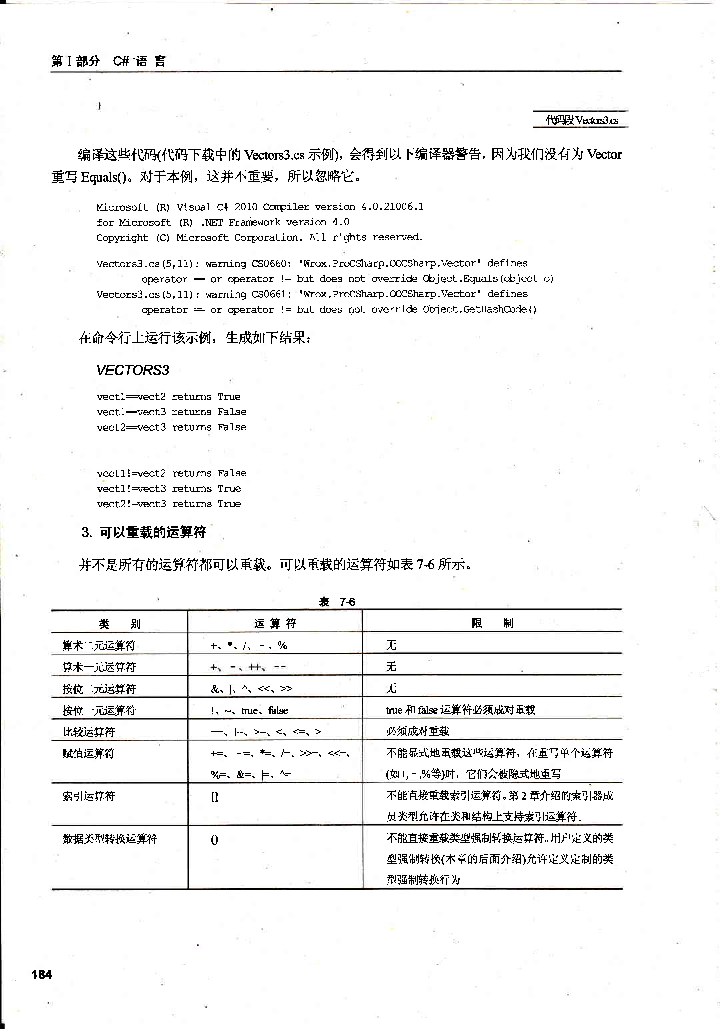 第 I 部分 C# 语 言
}
代码段 Vectors3.cs
编译这些代码(代码下载中的 Vectors3.cs 示例)，会得到以下编译器警告，因为我们没有为 Vector
重写 Equals()。对于本例，这并不重要，所以忽略它。
Microsoft (R) Visual C# 2010 Compiler version 4.0.21006.1
for Microsoft (R) .NET Framework version 4.0
Copyright (C) Microsoft Corporation. All rights reserved.
Vectors3.cs(5,11): warning CS0660: 'Wrox.ProCSharp.OOCSharp.Vector' defines
operator == or operator != but does not override Object.Equals(object o)
Vectors3.cs(5,11): warning CS0661: 'Wrox.ProCSharp.OOCSharp.Vector' defines
operator == or operator != but does not override Object.GetHashCode()
在命令行上运行该示例，生成如下结果：
VECTORS3
vect1==vect2 returns True
vect1==vect3 returns False
vect2==vect3 returns False
vect1!=vect2 returns False
vect1!=vect3 returns True
vect2!=vect3 returns True
3. 可以重载的运算符
并不是所有的运算符都可以重载。可以重载的运算符如表 7-6 所示。
表 7-6
类 别 运 算 符 限 制
算术二元运算符 +、*、/、-、% 无
算术一元运算符 +、-、++、-- 无
按位二元运算符 &、|、^、<<、>> 无
按位一元运算符 !、~、true、false true 和 false 运算符必须成对重载
比较运算符 ==、!=、>=、<、<=、> 必须成对重载
赋值运算符 +=、-=、*=、/=、>>=、<<=、 不能显式地重载这些运算符，在重写单个运算符
%=、&=、|=、^= (如+,-,%等)时，它们会被隐式地重写
索引运算符 [] 不能直接重载索引运算符。第 2 章介绍的索引器成
员类型允许在类和结构上支持索引运算符
数据类型转换运算符 () 不能直接重载类型强制转换运算符。用户定义的类
型强制转换(本章的后面介绍)允许定义定制的类
型强制转换行为
184